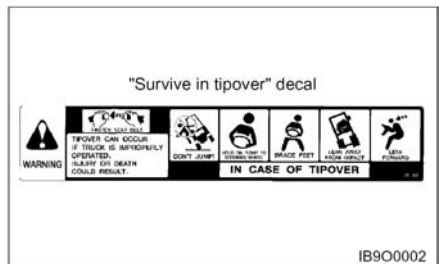 "Survive in tipover" decal
FASTEN SEAT BELT
TIPOVER CAN OCCUR
IF TRUCK IS IMPROPERLY
OPERATED.
INJURY OR DEATH
COULD RESULT.
WARNING
DON'T JUMP!
HOLD ON TIGHT TO
STEERING WHEEL
BRACE FEET
LEAN AWAY
FROM IMPACT
LEAN
FORWARD
IN CASE OF TIPOVER
IB9O0002